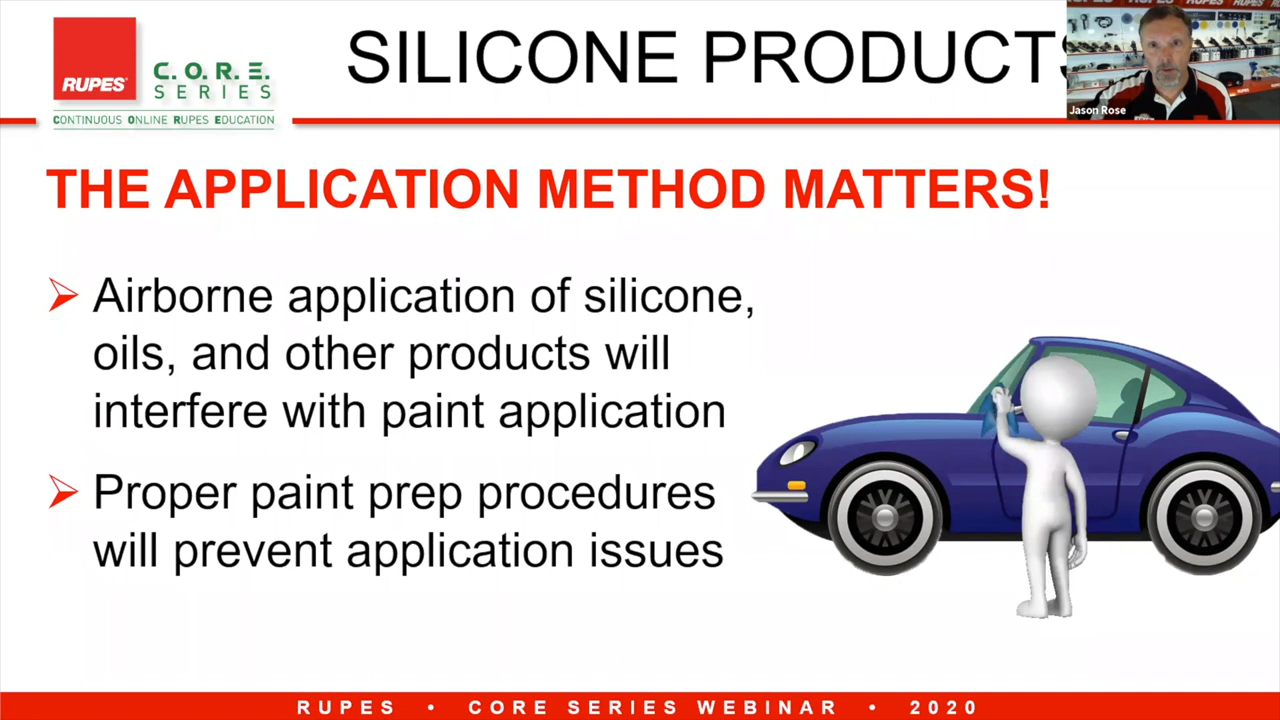 RUPES
C.O.R.E.
SERIES
CONTINUOUS ONLINE RUPES EDUCATION
SILICONE PRODUCTS
RUPES
RUPES
Jason Rose
THE APPLICATION METHOD MATTERS!
Airborne application of silicone,
oils, and other products will
interfere with paint application
Proper paint prep procedures
will prevent application issues
RUPES • CORE SERIES WEBINAR • 2020